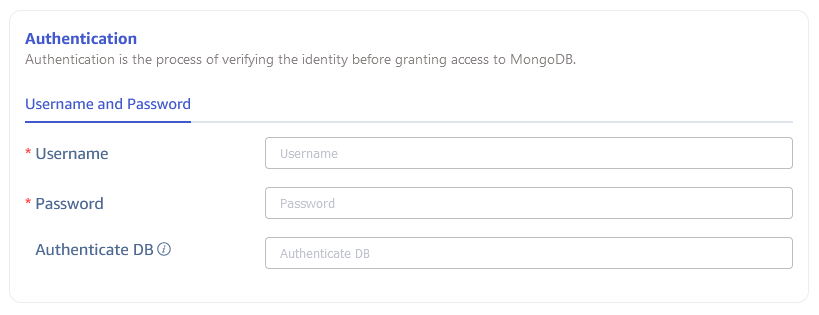 Authentication
Authentication is the process of verifying the identity before granting access to MongoDB.
Username and Password
* Username Username
* Password Password
Authenticate DB Authenticate DB